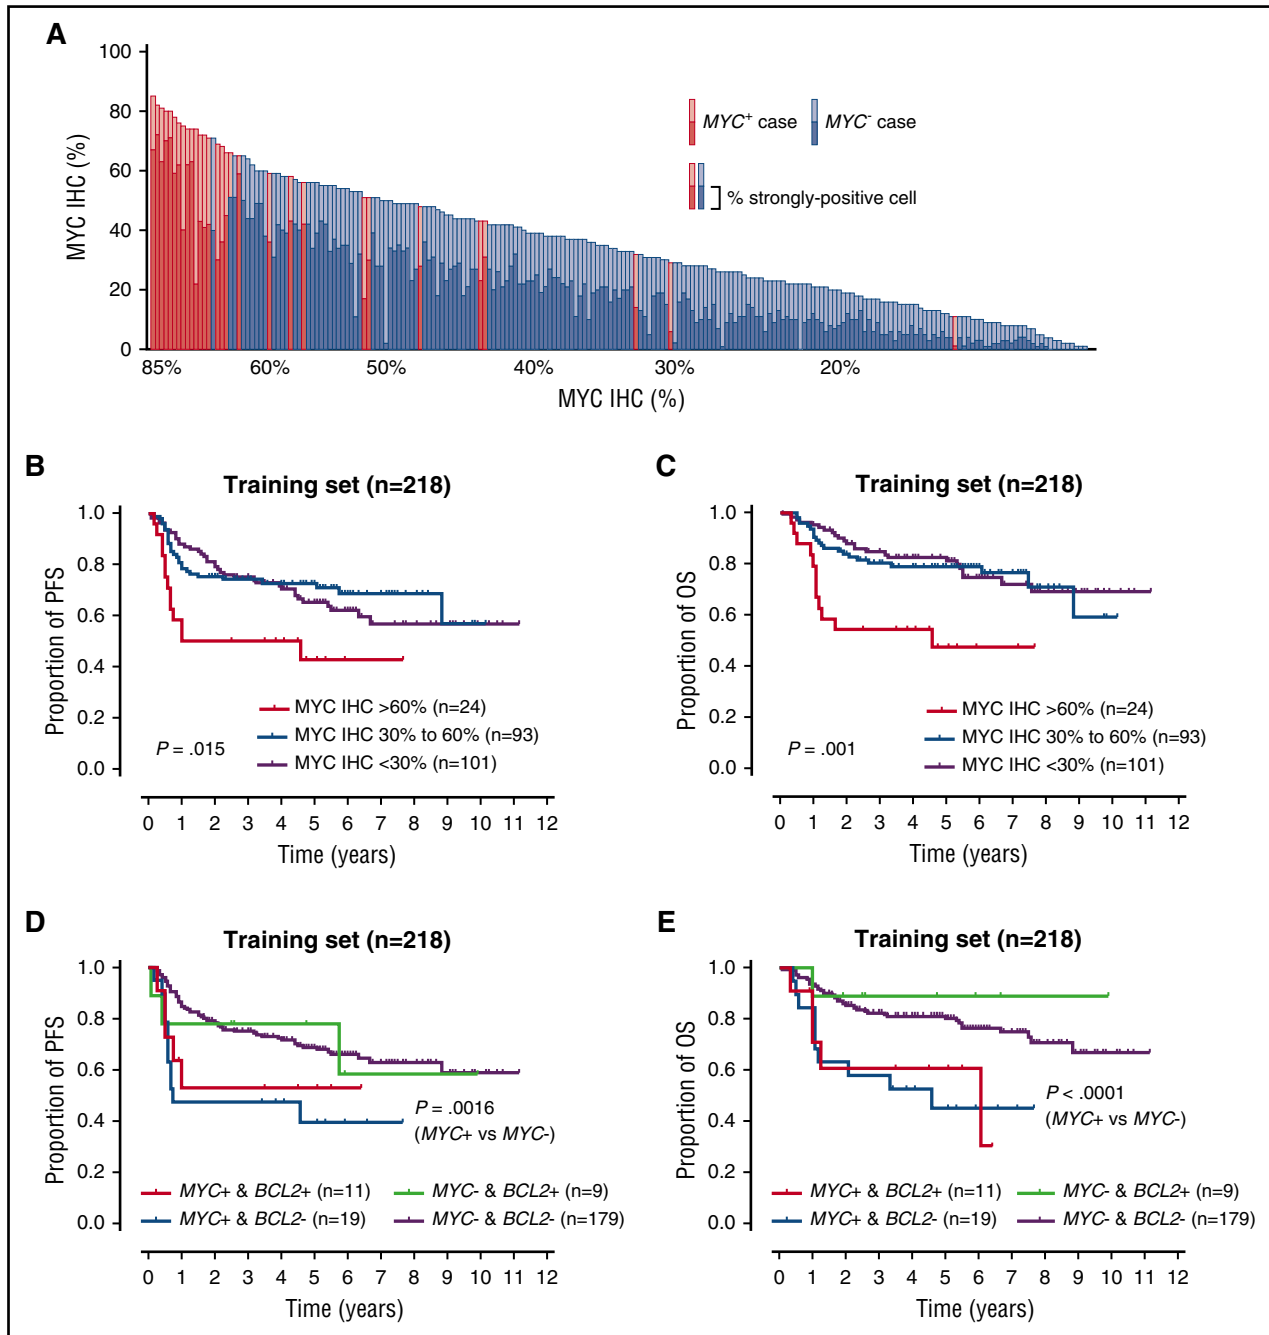 A
100
80
60
40
20
0
MYC IHC (%)
MYC+ case
MYC- case
% strongly-positive cell
85% 60% 50% 40% 30% 20%
MYC IHC (%)
B
Training set (n=218)
1.0
0.8
0.6
0.4
0.2
0.0
Proportion of PFS
MYC IHC >60% (n=24)
MYC IHC 30% to 60% (n=93)
MYC IHC <30% (n=101)
P = .015
0 1 2 3 4 5 6 7 8 9 10 11 12
Time (years)
C
Training set (n=218)
1.0
0.8
0.6
0.4
0.2
0.0
Proportion of OS
MYC IHC >60% (n=24)
MYC IHC 30% to 60% (n=93)
MYC IHC <30% (n=101)
P = .001
0 1 2 3 4 5 6 7 8 9 10 11 12
Time (years)
D
Training set (n=218)
1.0
0.8
0.6
0.4
0.2
0.0
Proportion of PFS
P = .0016
(MYC+ vs MYC-)
MYC+ & BCL2+ (n=11)
MYC- & BCL2+ (n=9)
MYC+ & BCL2- (n=19)
MYC- & BCL2- (n=179)
0 1 2 3 4 5 6 7 8 9 10 11 12
Time (years)
E
Training set (n=218)
1.0
0.8
0.6
0.4
0.2
0.0
Proportion of OS
P < .0001
(MYC+ vs MYC-)
MYC+ & BCL2+ (n=11)
MYC- & BCL2+ (n=9)
MYC+ & BCL2- (n=19)
MYC- & BCL2- (n=179)
0 1 2 3 4 5 6 7 8 9 10 11 12
Time (years)